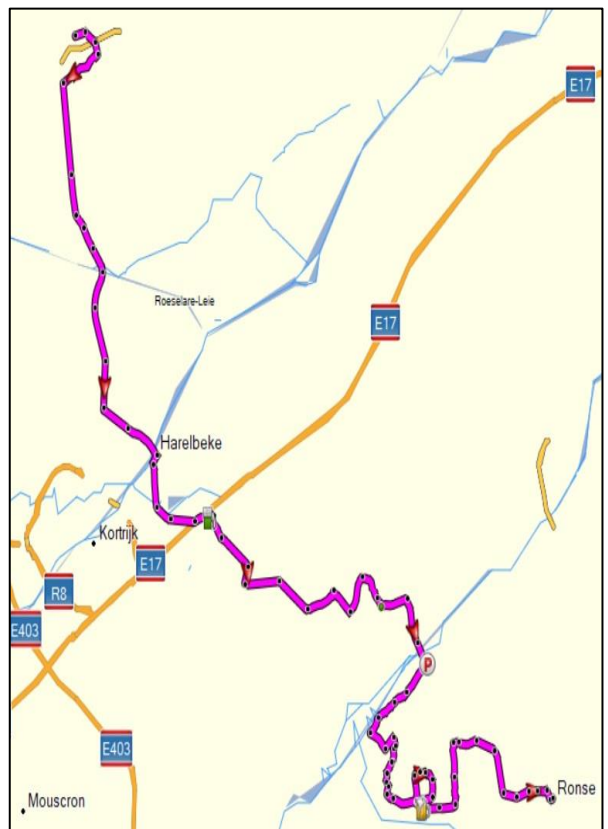 E17
Roeselare-Leie
E17
Harelbeke
Kortrijk
E17
R8
E403
P
E403
Ronse
Mouscron